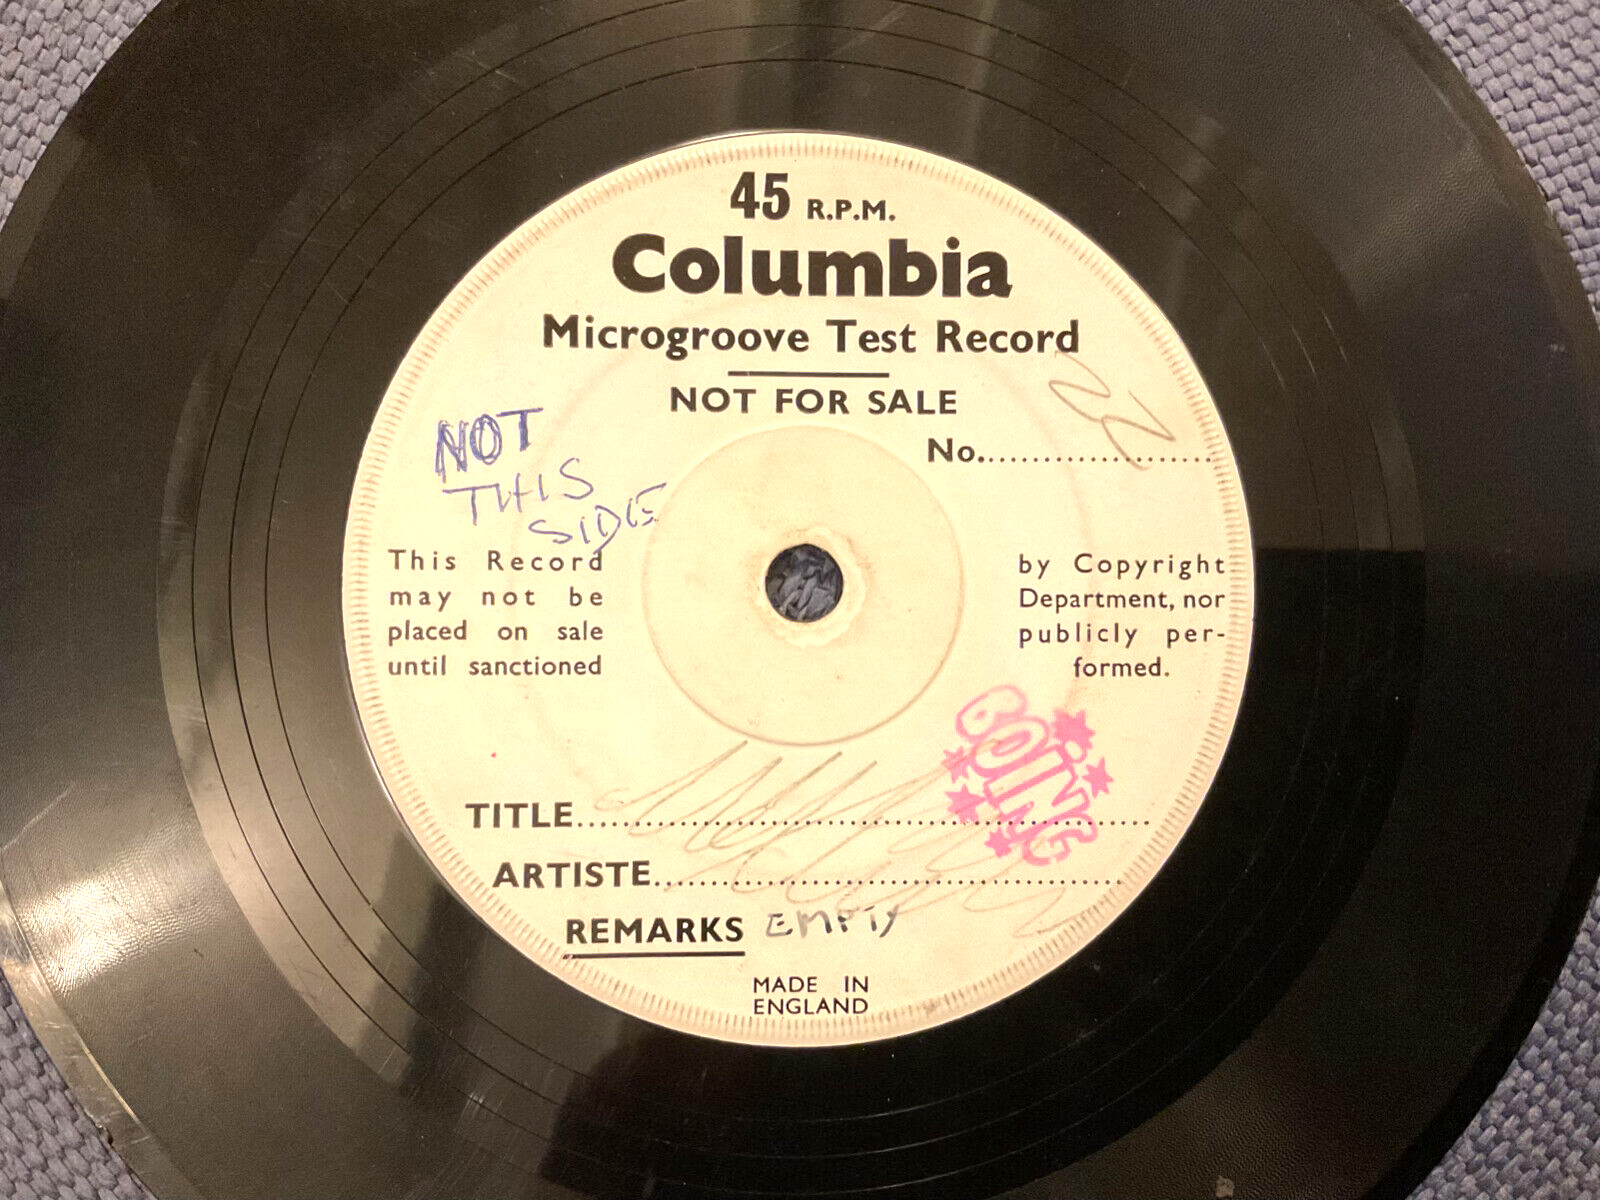 45 R.P.M.
Columbia
Microgroove Test Record
NOT FOR SALE
No.....................
NOT
THIS
SIDE
This Record
may not be
placed on sale
until sanctioned
by Copyright
Department, nor
publicly per-
formed.
BOING
TITLE..........................................................
ARTISTE................................................
REMARKS EMPTY
MADE IN
ENGLAND